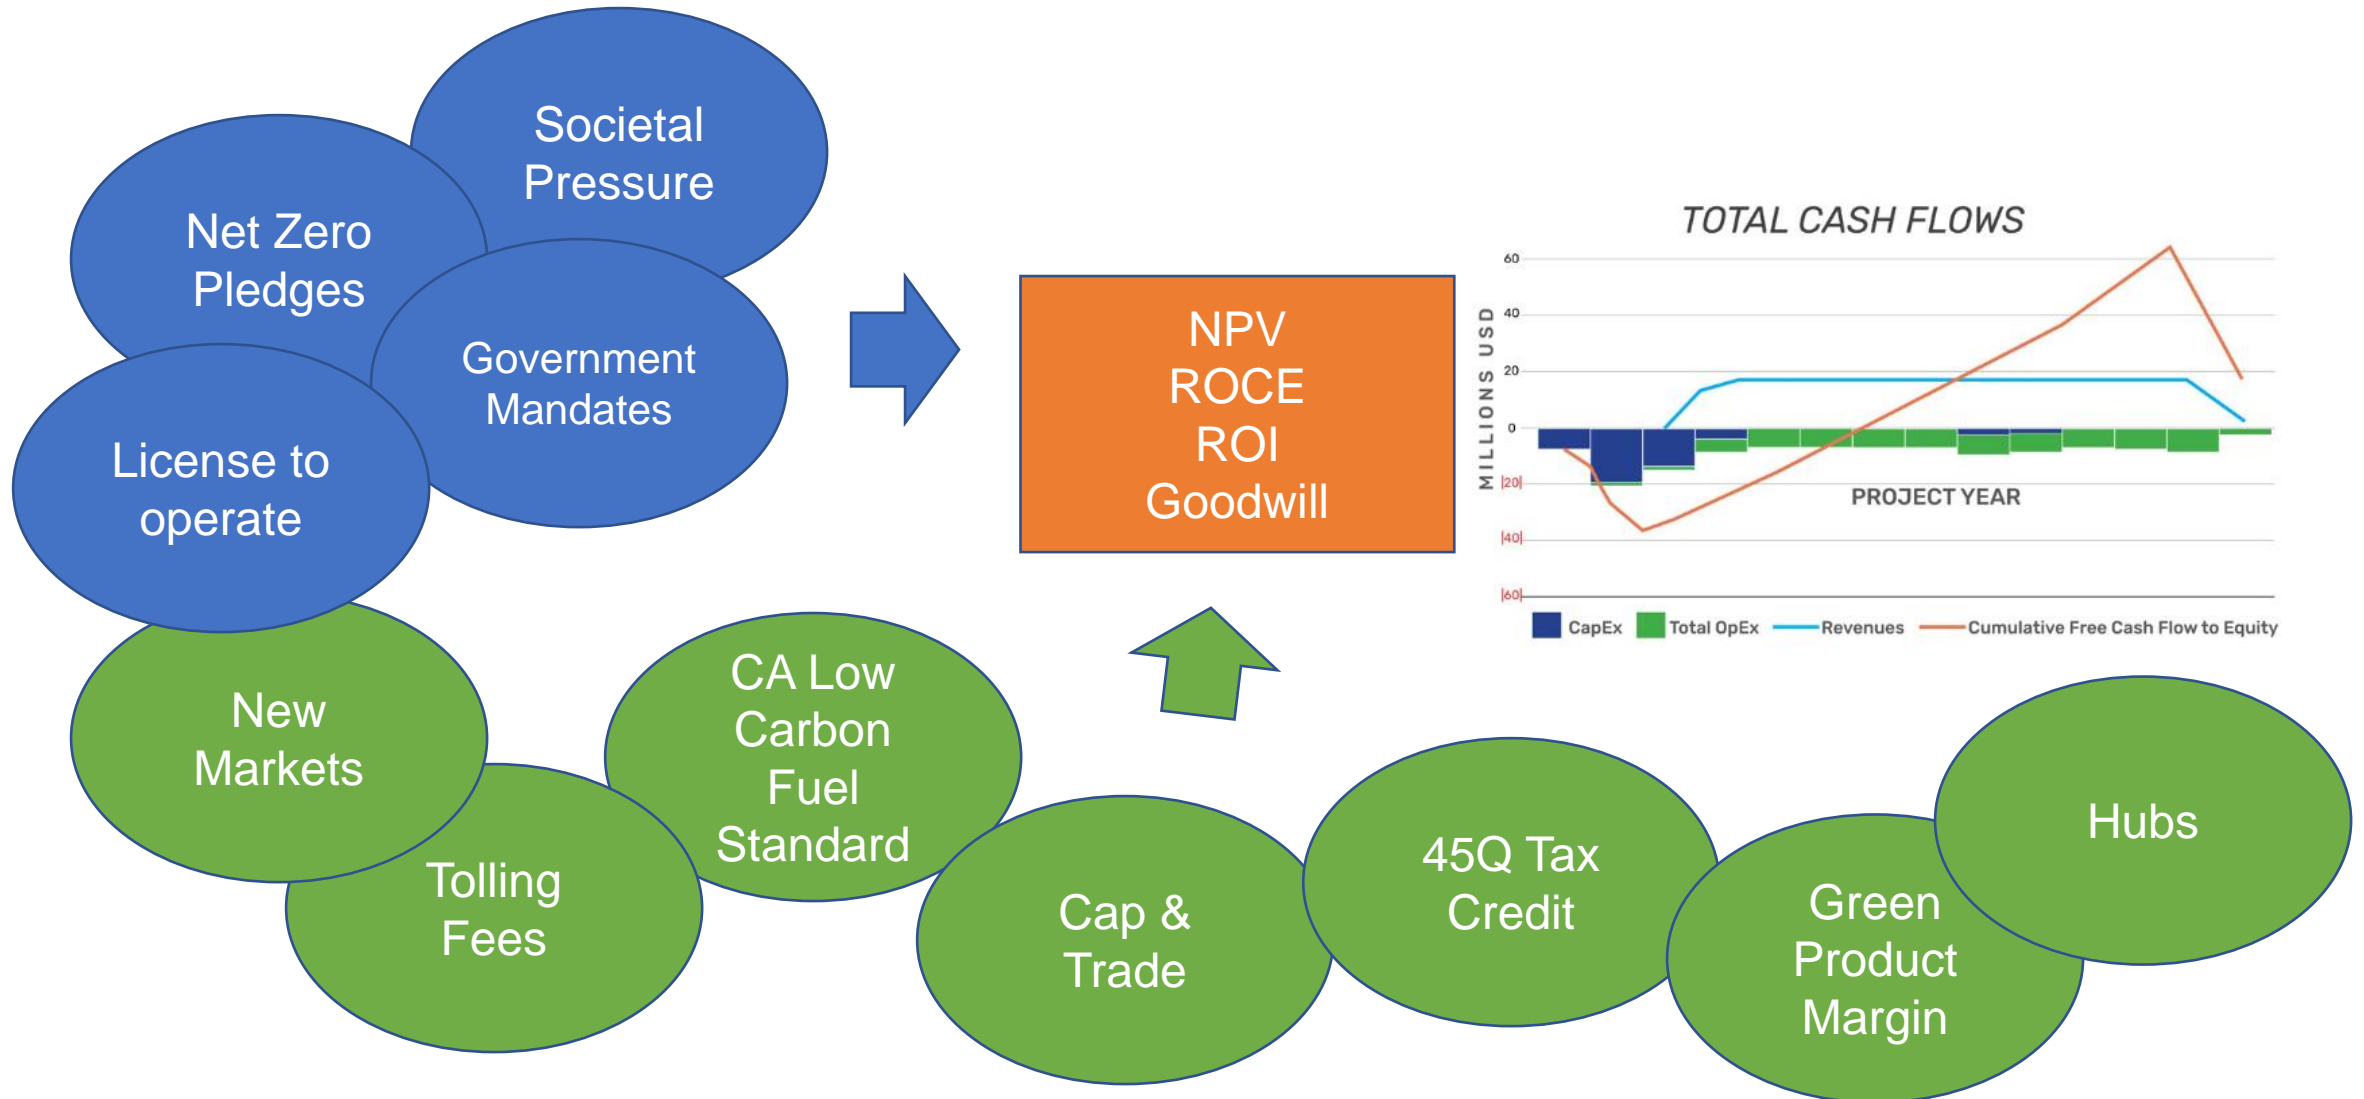 Societal
Pressure
Net Zero
Pledges
Government
Mandates
License to
operate
NPV
ROCE
ROI
Goodwill
TOTAL CASH FLOWS
MILLIONS USD
60
40
20
0
|20|
|40|
|60|
PROJECT YEAR
CapEx Total OpEx Revenues Cumulative Free Cash Flow to Equity
New
Markets
Tolling
Fees
CA Low
Carbon
Fuel
Standard
Cap &
Trade
45Q Tax
Credit
Green
Product
Margin
Hubs